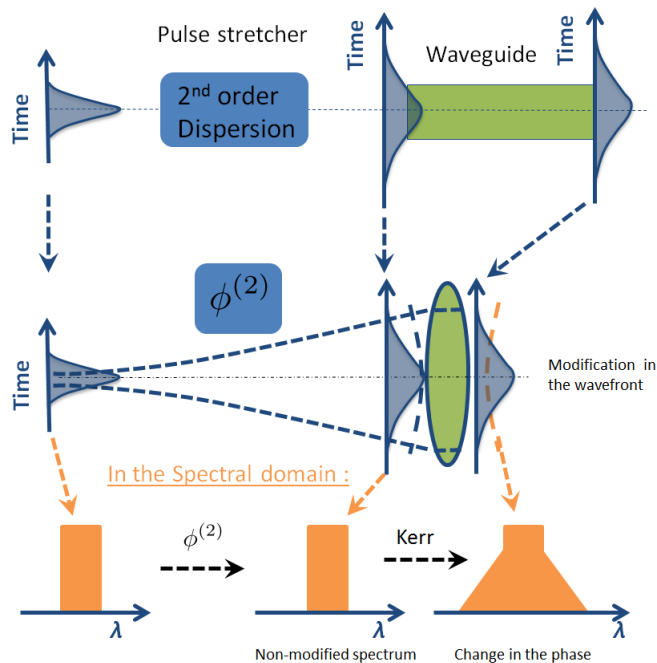 Pulse stretcher
Waveguide
Time
Time
Time
2nd order
Dispersion
ϕ(2)
Time
Modification in
the wavefront
In the Spectral domain :
ϕ(2)
Kerr
λ
λ
λ
Non-modified spectrum
Change in the phase